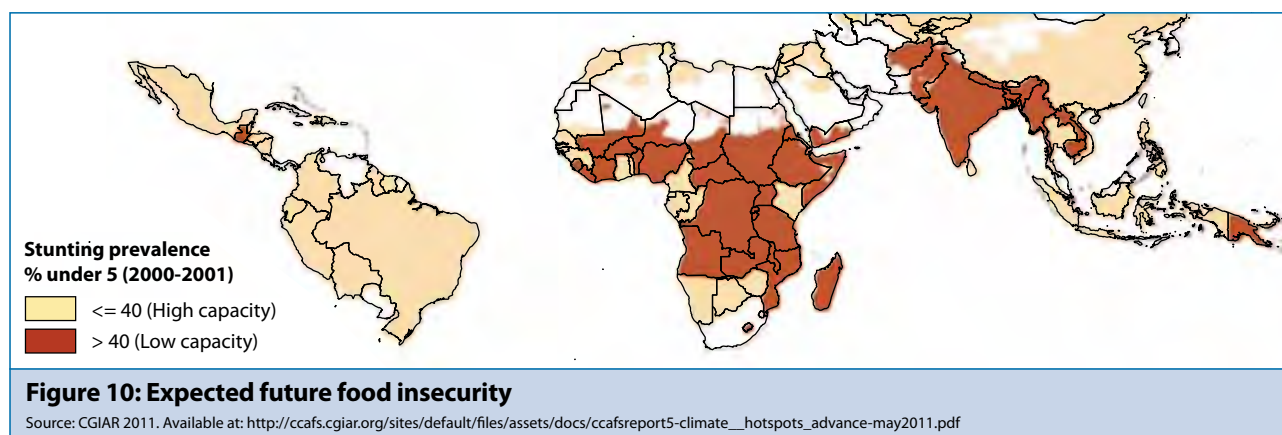 Stunting prevalence
% under 5 (2000-2001)
<= 40 (High capacity)
> 40 (Low capacity)
Figure 10: Expected future food insecurity
Source: CGIAR 2011. Available at: http://ccafs.cgiar.org/sites/default/files/assets/docs/ccafsreport5-climate__hotspots_advance-may2011.pdf